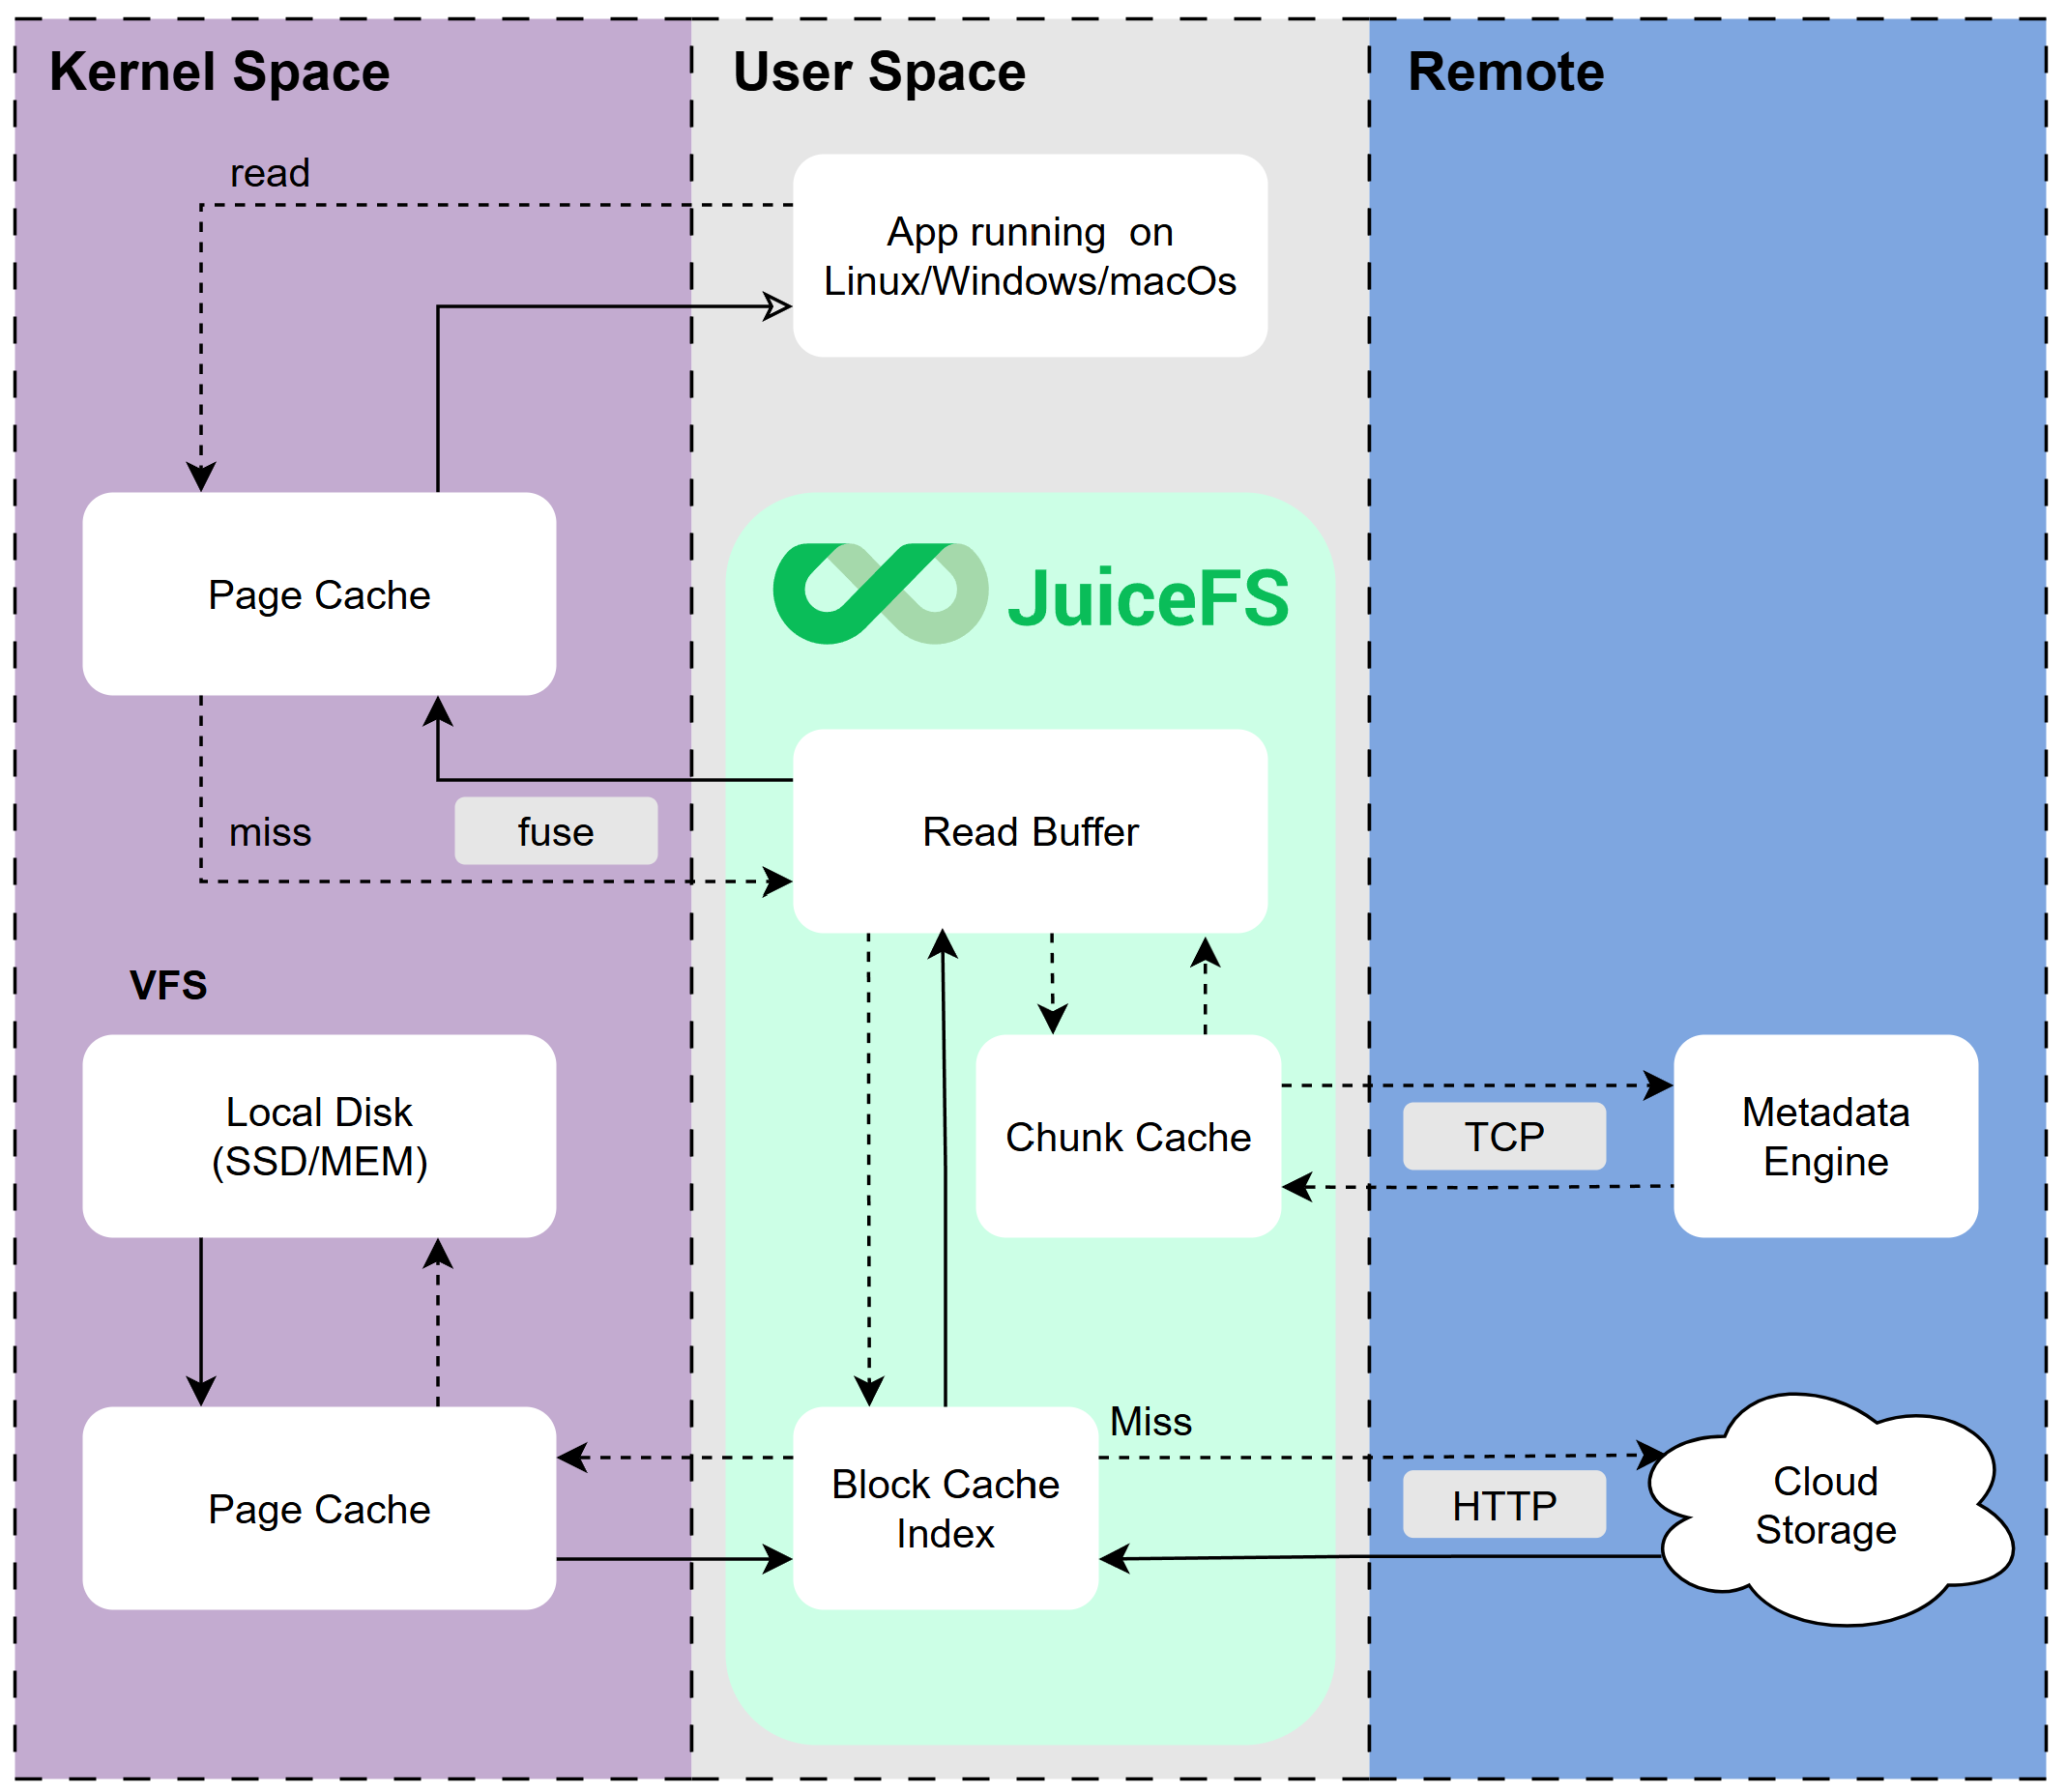 Kernel Space
User Space
Remote
read
App running  on
Linux/Windows/macOs
Page Cache
JuiceFS
miss
fuse
Read Buffer
VFS
Local Disk
(SSD/MEM)
Chunk Cache
TCP
Metadata
Engine
Miss
Page Cache
Block Cache
Index
HTTP
Cloud
Storage